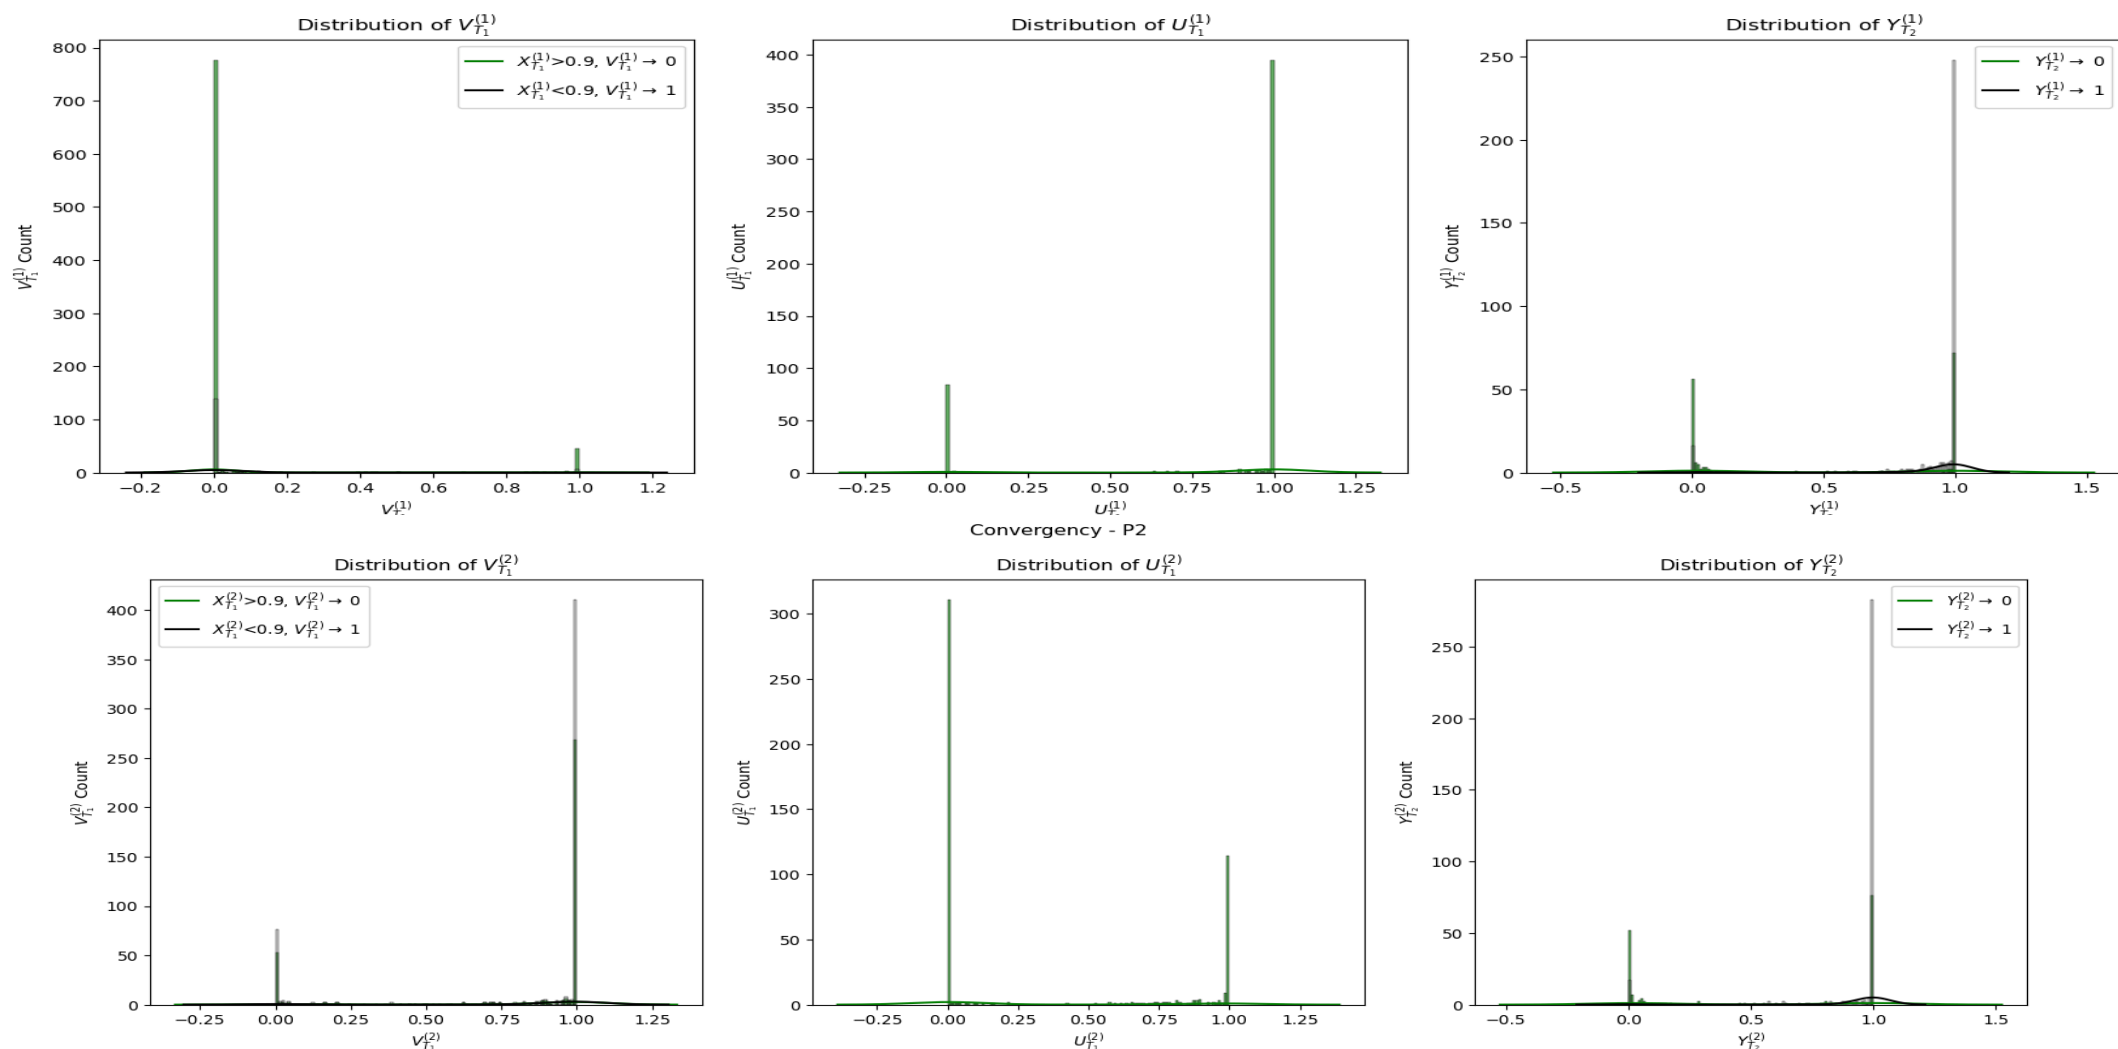 Distribution of $V_{T_1}^{(1)}$
$V_{T_1}^{(1)}$ Count
800
700
600
500
400
300
200
100
0
$X_{T_1}^{(1)}$>0.9, $V_{T_1}^{(1)}$→ 0
$X_{T_1}^{(1)}$<0.9, $V_{T_1}^{(1)}$→ 1
−0.2 0.0 0.2 0.4 0.6 0.8 1.0 1.2
Distribution of $U_{T_1}^{(1)}$
$U_{T_1}^{(1)}$ Count
400
350
300
250
200
150
100
50
0
−0.25 0.00 0.25 0.50 0.75 1.00 1.25
Distribution of $Y_{T_2}^{(1)}$
$Y_{T_2}^{(1)}$ Count
250
200
150
100
50
0
$Y_{T_2}^{(1)}$→ 0
$Y_{T_2}^{(1)}$→ 1
−0.5 0.0 0.5 1.0 1.5
Convergency - P2
Distribution of $V_{T_1}^{(2)}$
$V_{T_1}^{(2)}$ Count
400
350
300
250
200
150
100
50
0
$X_{T_1}^{(2)}$>0.9, $V_{T_1}^{(2)}$→ 0
$X_{T_1}^{(2)}$<0.9, $V_{T_1}^{(2)}$→ 1
−0.25 0.00 0.25 0.50 0.75 1.00 1.25
Distribution of $U_{T_1}^{(2)}$
$U_{T_1}^{(2)}$ Count
300
250
200
150
100
50
0
−0.25 0.00 0.25 0.50 0.75 1.00 1.25
Distribution of $Y_{T_2}^{(2)}$
$Y_{T_2}^{(2)}$ Count
250
200
150
100
50
0
$Y_{T_2}^{(2)}$→ 0
$Y_{T_2}^{(2)}$→ 1
−0.5 0.0 0.5 1.0 1.5